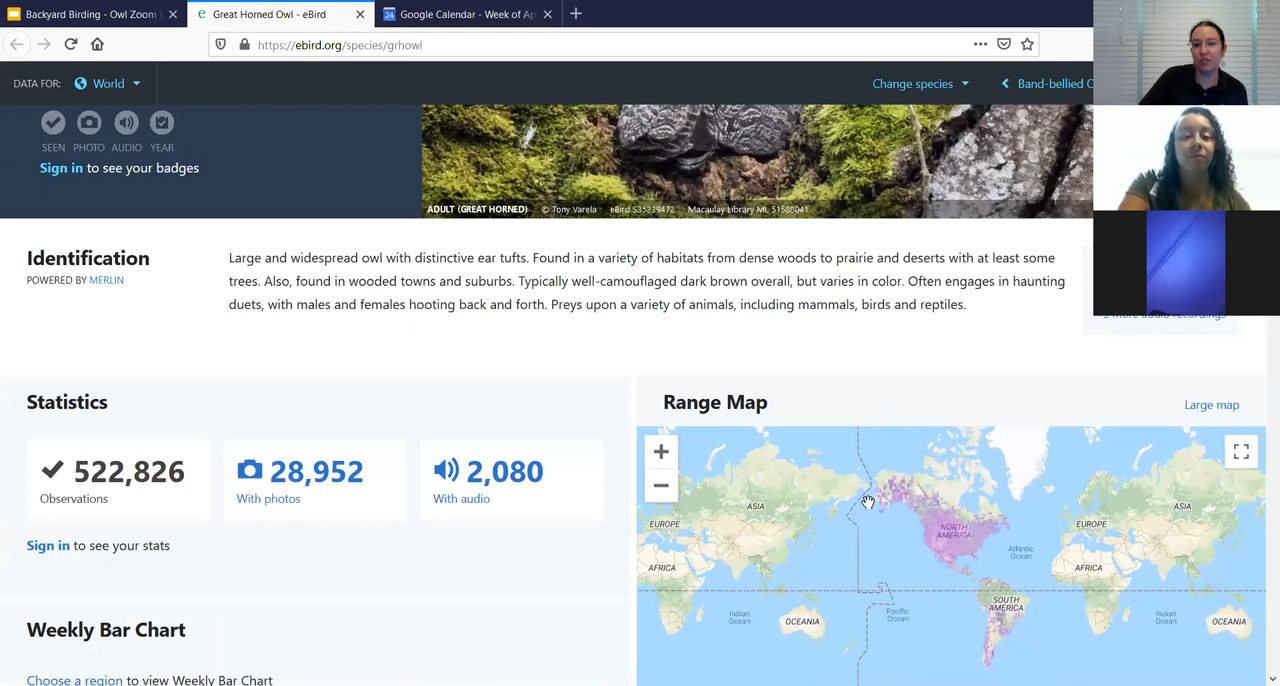 Backyard Birding - Owl Zoom
Great Horned Owl - eBird
Google Calendar - Week of Ap
https://ebird.org/species/grhowl
DATA FOR: World
Change species
Band-bellied
SEEN PHOTO AUDIO YEAR
Sign in to see your badges
ADULT (GREAT HORNED) © Tony Varela eBird S35239472 Macaulay Library ML 51588041
Identification
POWERED BY MERLIN
Large and widespread owl with distinctive ear tufts. Found in a variety of habitats from dense woods to prairie and deserts with at least some
trees. Also, found in wooded towns and suburbs. Typically well-camouflaged dark brown overall, but varies in color. Often engages in haunting
duets, with males and females hooting back and forth. Preys upon a variety of animals, including mammals, birds and reptiles.
more audio recordings
Statistics
522,826
Observations
28,952
With photos
2,080
With audio
Sign in to see your stats
Range Map
Large map
ASIA
EUROPE
AFRICA
NORTH
AMERICA
Atlantic
Ocean
ASIA
EUROPE
AFRICA
SOUTH
AMERICA
Indian
Ocean
OCEANIA
Pacific
Ocean
Indian
Ocean
OCEANIA
Weekly Bar Chart
Choose a region to view Weekly Bar Chart